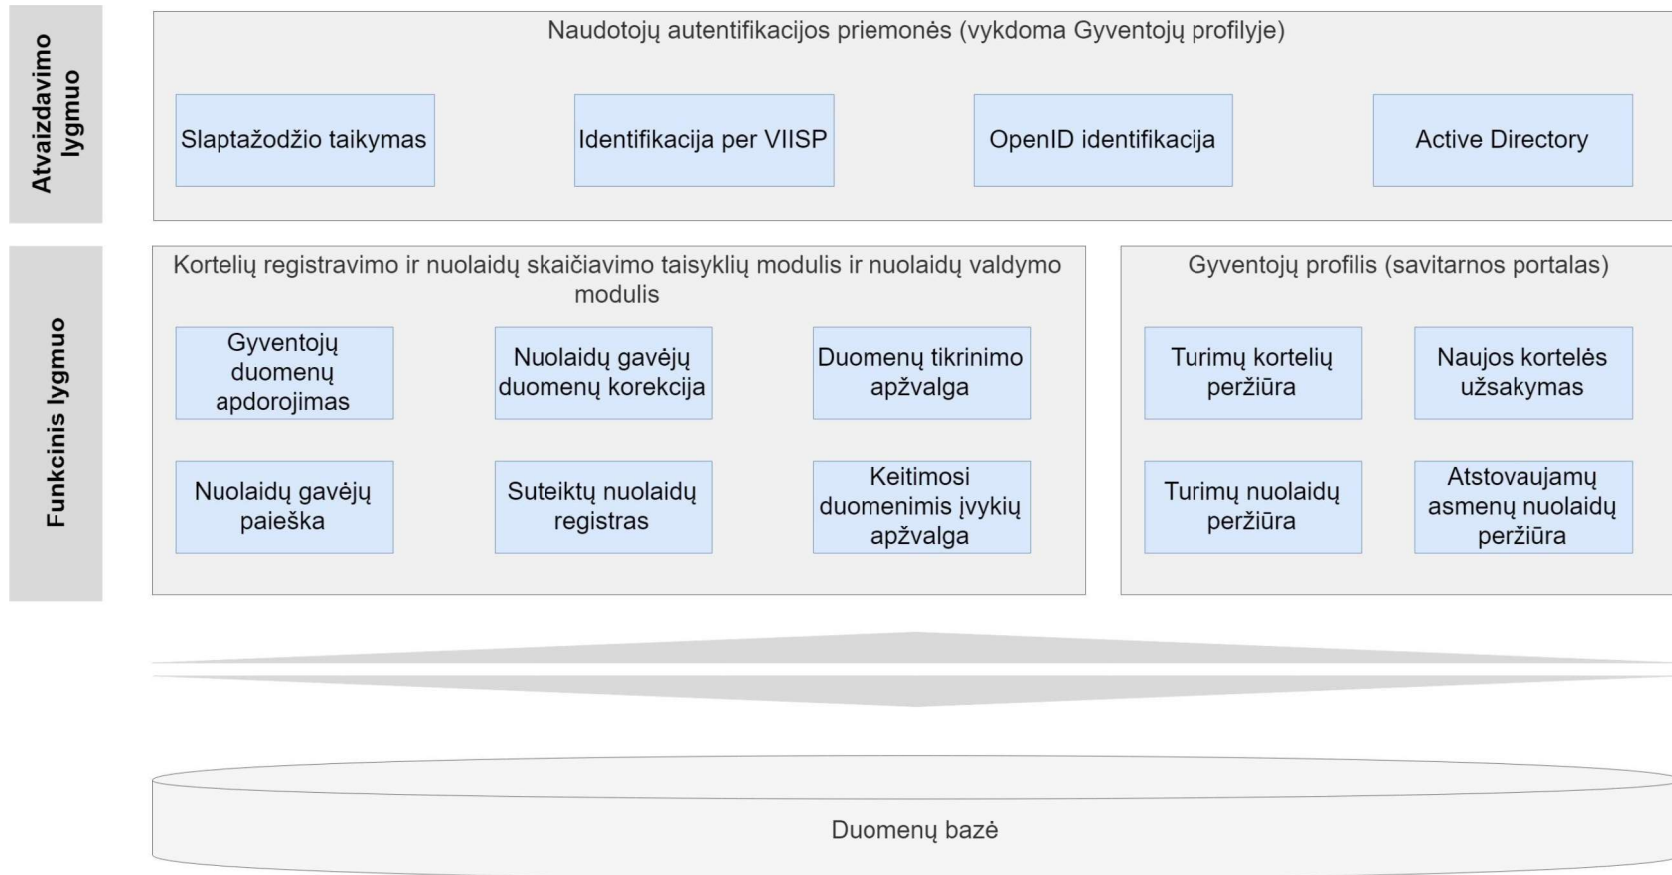 Atvaizdavimo
lygmuo
Naudotojų autentifikacijos priemonės (vykdoma Gyventojų profilyje)
Slaptažodžio taikymas
Identifikacija per VIISP
OpenID identifikacija
Active Directory
Funkcinis lygmuo
Kortelių registravimo ir nuolaidų skaičiavimo taisyklių modulis ir nuolaidų valdymo
modulis
Gyventojų
duomenų
apdorojimas
Nuolaidų gavėjų
duomenų korekcija
Duomenų tikrinimo
apžvalga
Nuolaidų gavėjų
paieška
Suteiktų nuolaidų
registras
Keitimosi
duomenimis įvykių
apžvalga
Gyventojų profilis (savitarnos portalas)
Turimų kortelių
peržiūra
Naujos kortelės
užsakymas
Turimų nuolaidų
peržiūra
Atstovaujamų
asmenų nuolaidų
peržiūra
Duomenų bazė